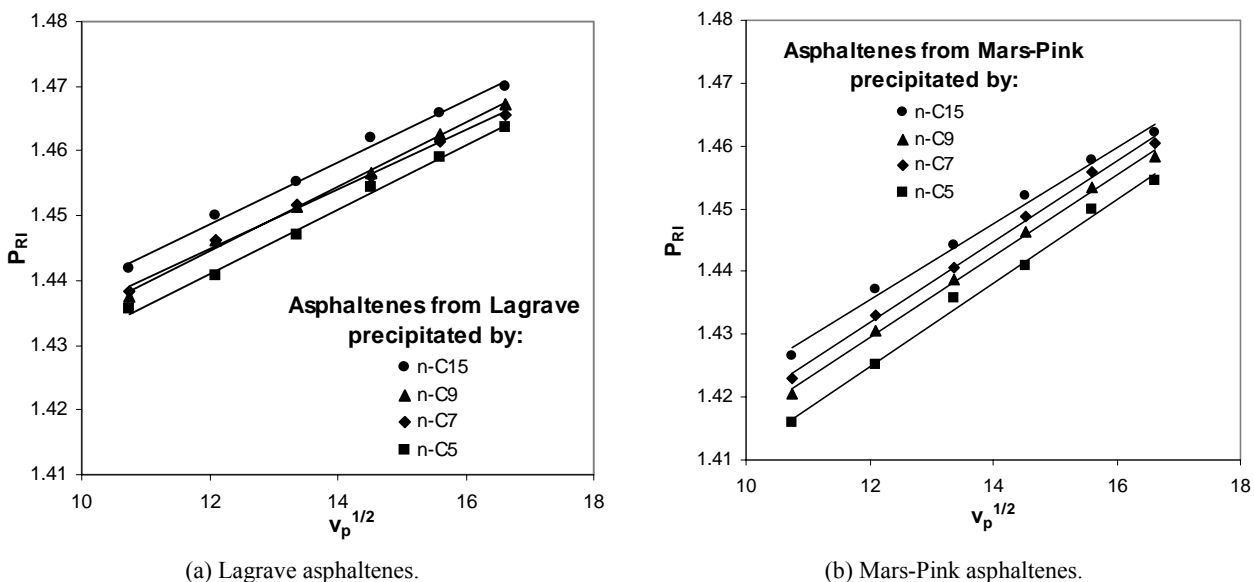 1.48
1.47
1.46
1.45
1.44
1.43
1.42
1.41
P_RI
10
12
14
16
18
v_p^1/2
Asphaltenes from Lagrave
precipitated by:
n-C15
n-C9
n-C7
n-C5
(a) Lagrave asphaltenes.
1.48
1.47
1.46
1.45
1.44
1.43
1.42
1.41
P_RI
10
12
14
16
18
v_p^1/2
Asphaltenes from Mars-Pink
precipitated by:
n-C15
n-C9
n-C7
n-C5
(b) Mars-Pink asphaltenes.